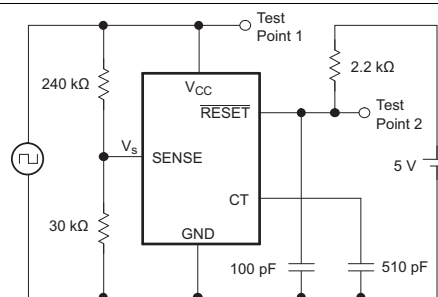 Test
Point 1
2.2 kΩ
240 kΩ
VCC
RESET
Test
Point 2
Vs
SENSE
5 V
CT
30 kΩ
GND
100 pF
510 pF